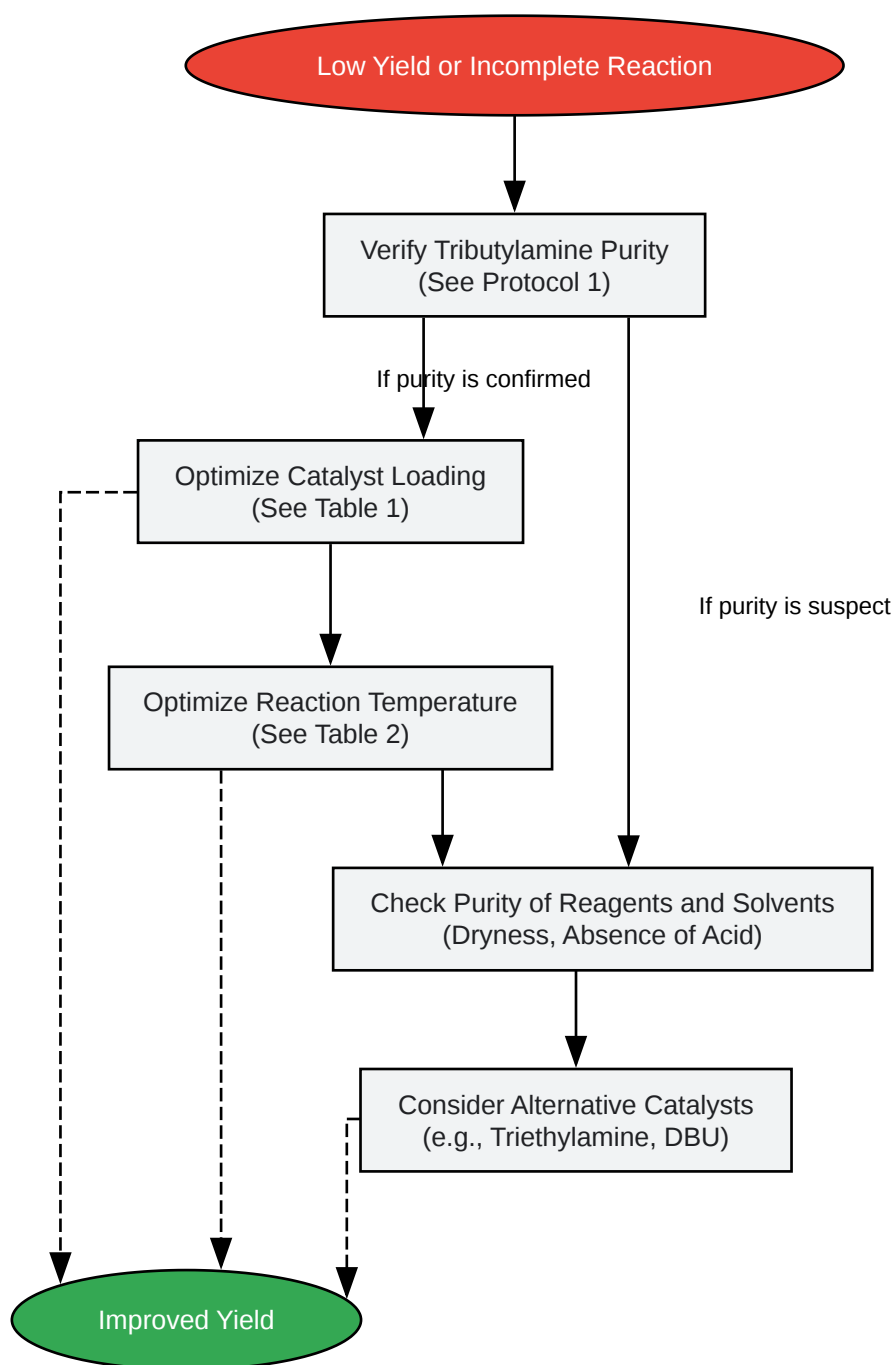 Low Yield or Incomplete Reaction
Verify Tributylamine Purity
(See Protocol 1)
If purity is confirmed
Optimize Catalyst Loading
(See Table 1)
If purity is suspect
Optimize Reaction Temperature
(See Table 2)
Check Purity of Reagents and Solvents
(Dryness, Absence of Acid)
Consider Alternative Catalysts
(e.g., Triethylamine, DBU)
Improved Yield